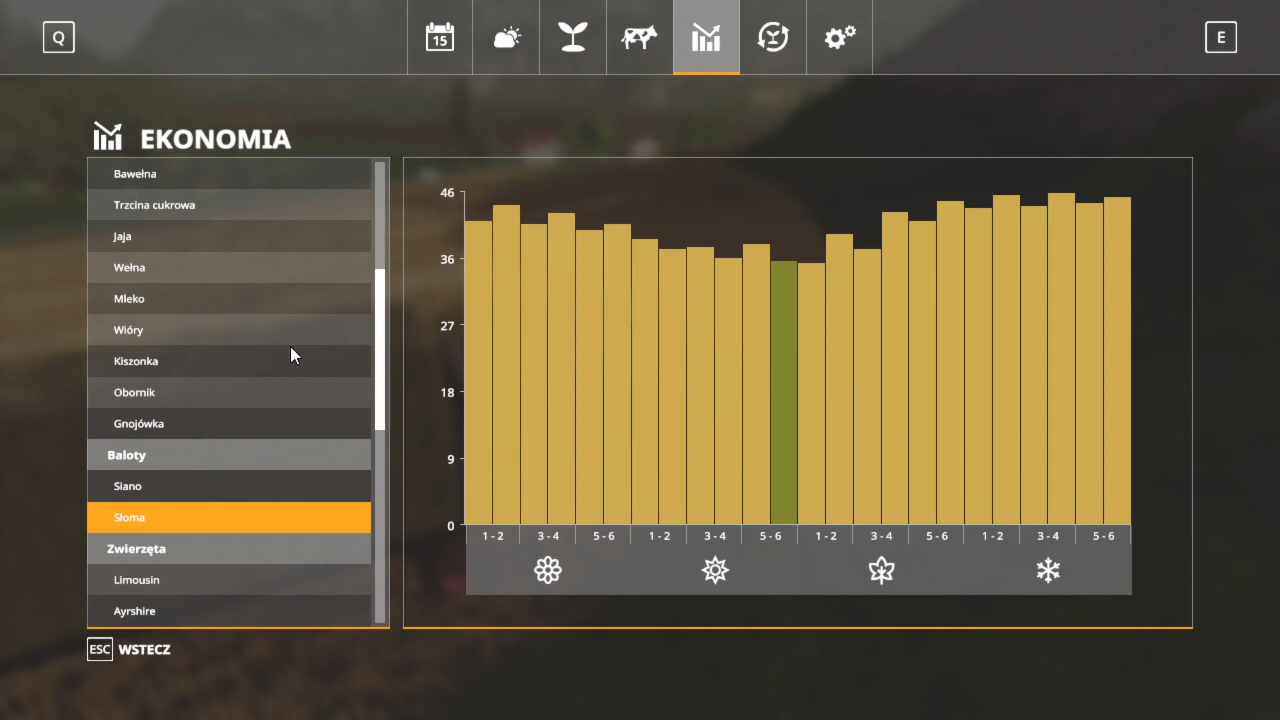 Q
15
E
EKONOMIA
Bawełna
Trzcina cukrowa
Jaja
Wełna
Mleko
Wióry
Kiszonka
Obornik
Gnojówka
Baloty
Siano
Słoma
Zwierzęta
Limousin
Ayrshire
46
36
27
18
9
0
1 - 2 3 - 4 5 - 6 1 - 2 3 - 4 5 - 6 1 - 2 3 - 4 5 - 6 1 - 2 3 - 4 5 - 6
ESC WSTECZ